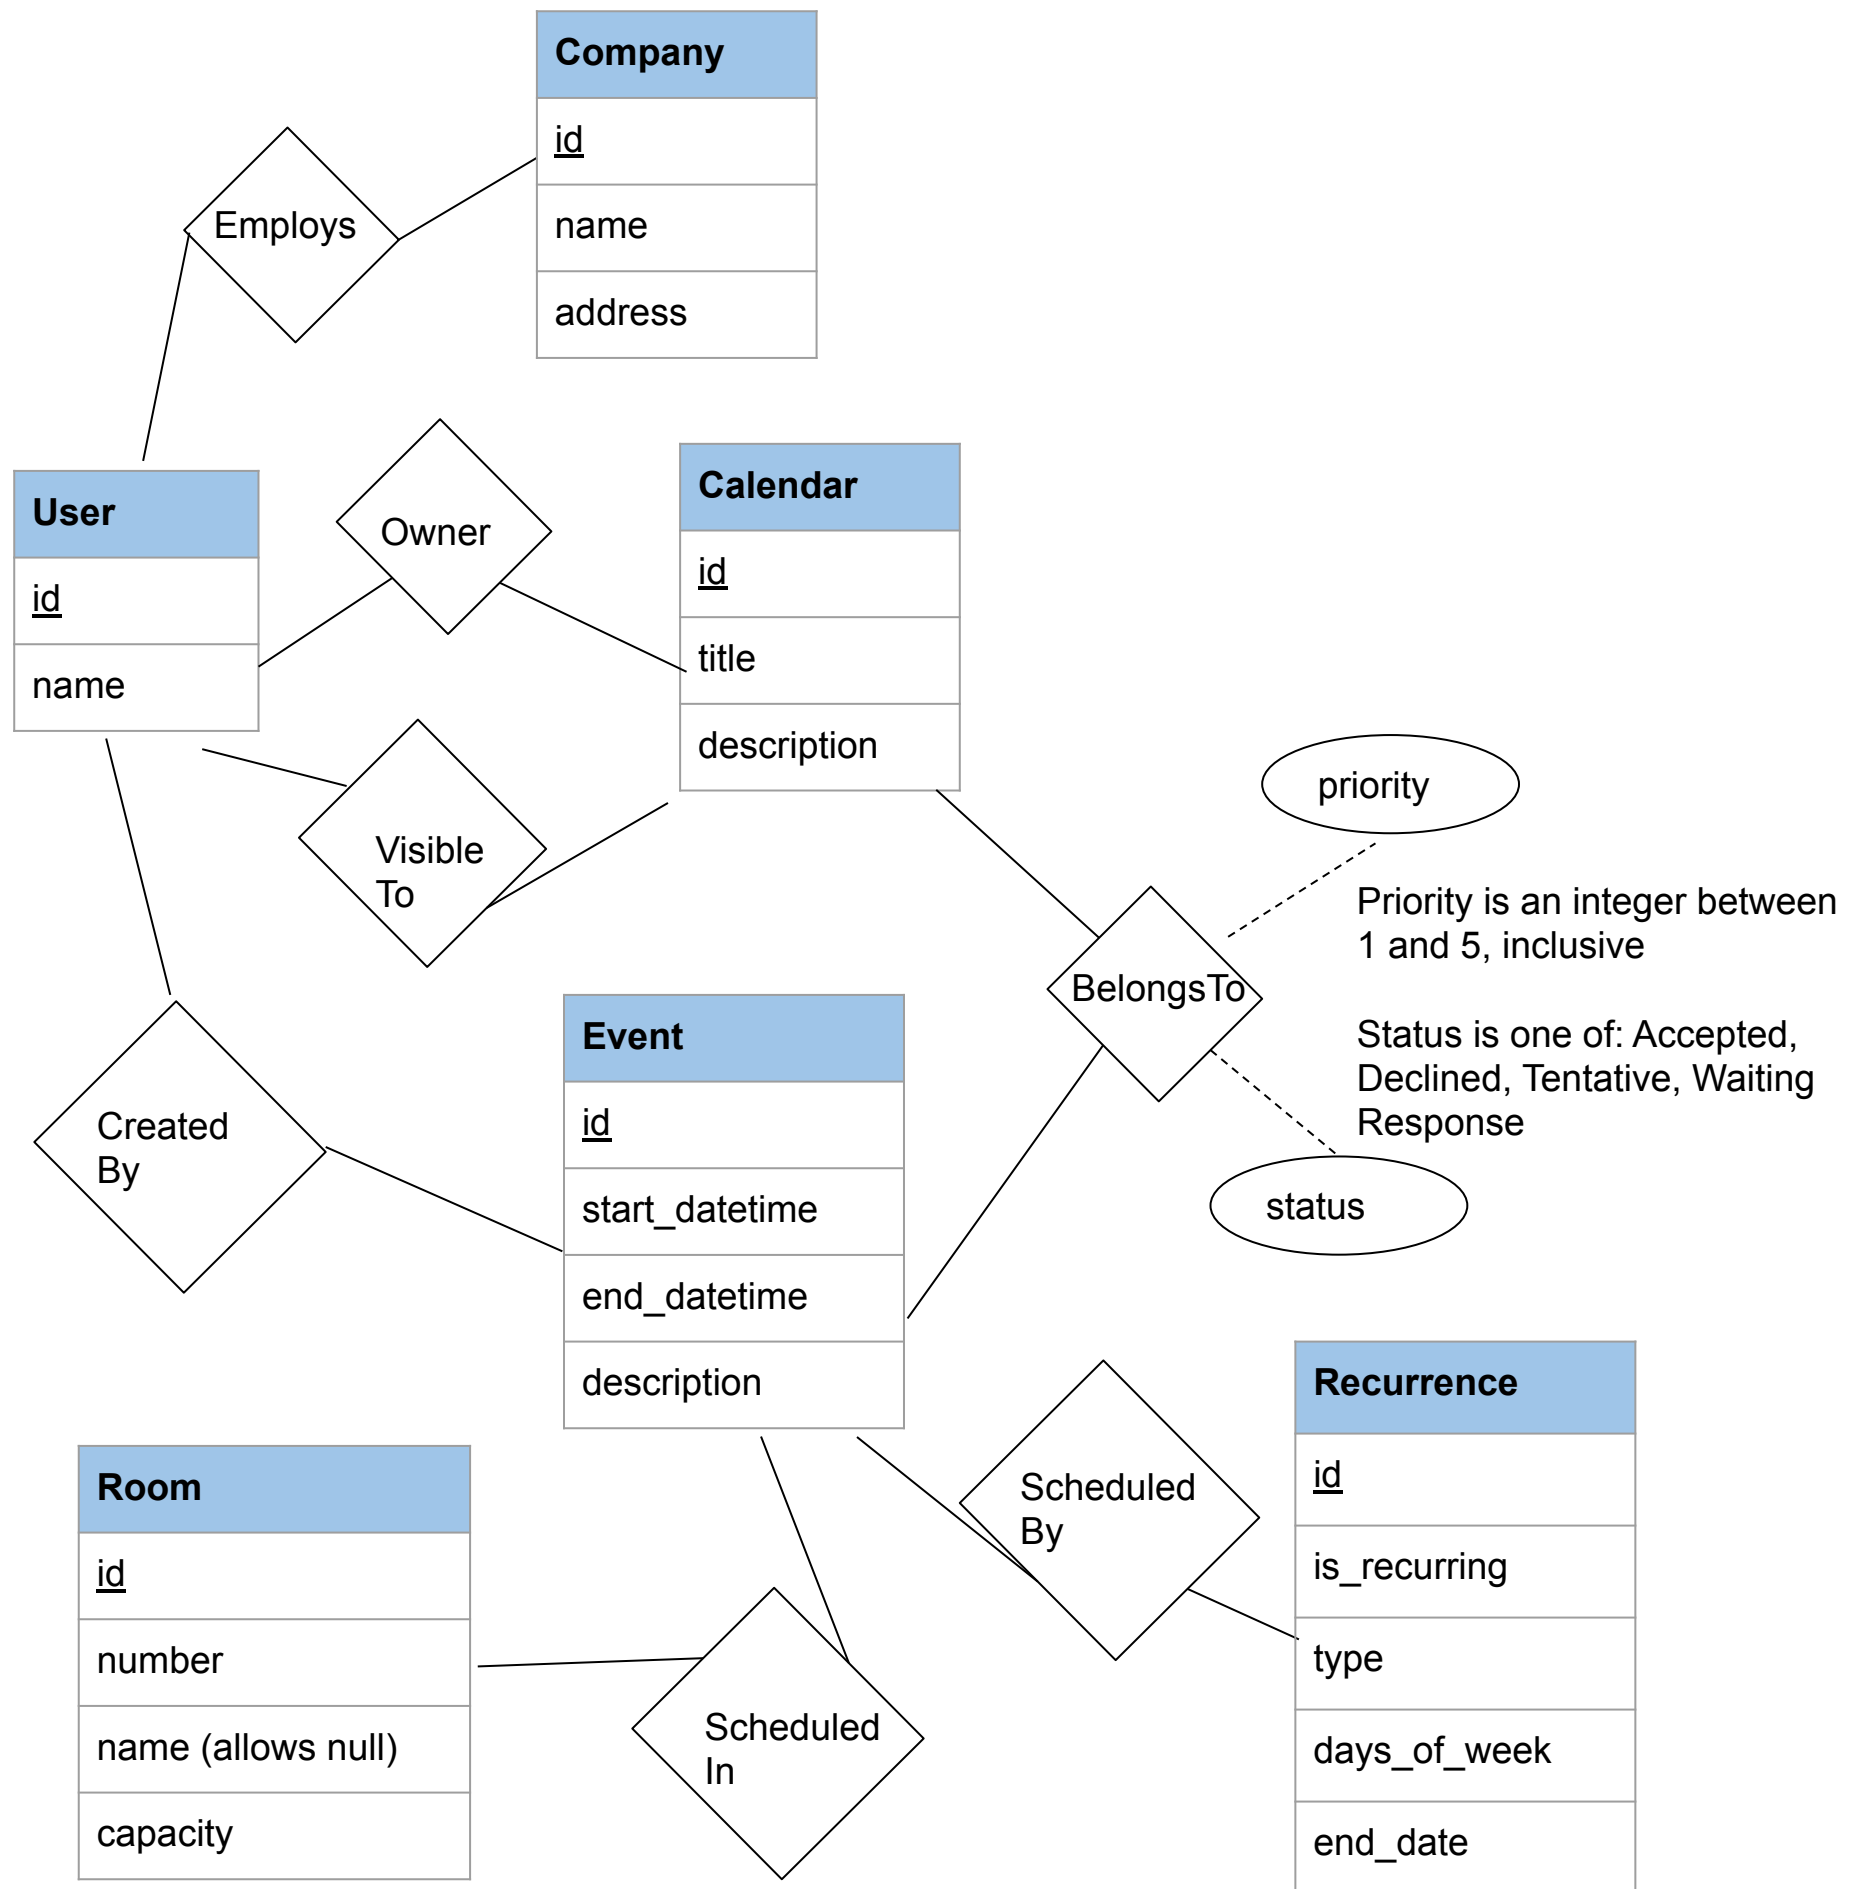 Company
id
name
address
Employs
User
id
name
Owner
Calendar
id
title
description
Visible
To
priority
Priority is an integer between
1 and 5, inclusive
BelongsTo
Status is one of: Accepted,
Declined, Tentative, Waiting
Response
status
Created
By
Event
id
start_datetime
end_datetime
description
Room
id
number
name (allows null)
capacity
Scheduled
In
Scheduled
By
Recurrence
id
is_recurring
type
days_of_week
end_date